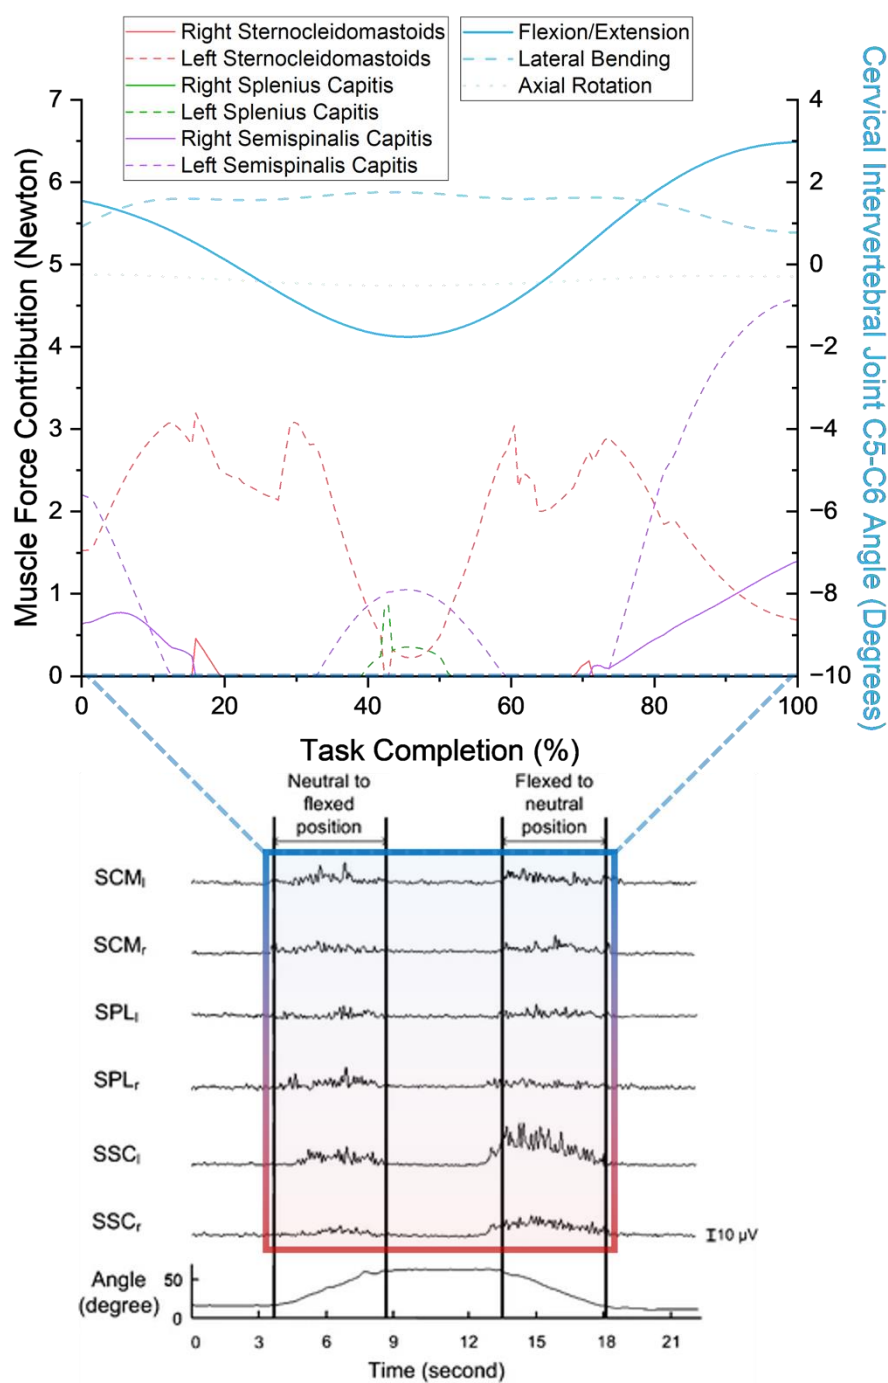 Right Sternocleidomastoids
Left Sternocleidomastoids
Right Splenius Capitis
Left Splenius Capitis
Right Semispinalis Capitis
Left Semispinalis Capitis
Flexion/Extension
Lateral Bending
Axial Rotation
Muscle Force Contribution (Newton)
7
6
5
4
3
2
1
0
4
2
0
−2
−4
−6
−8
−10
Cervical Intervertebral Joint C5-C6 Angle (Degrees)
0 20 40 60 80 100
Task Completion (%)
Neutral to
flexed
position
Flexed to
neutral
position
SCMl
SCMr
SPLl
SPLr
SSCl
SSCr
10 μV
Angle
(degree)
50
0
0 3 6 9 12 15 18 21
Time (second)